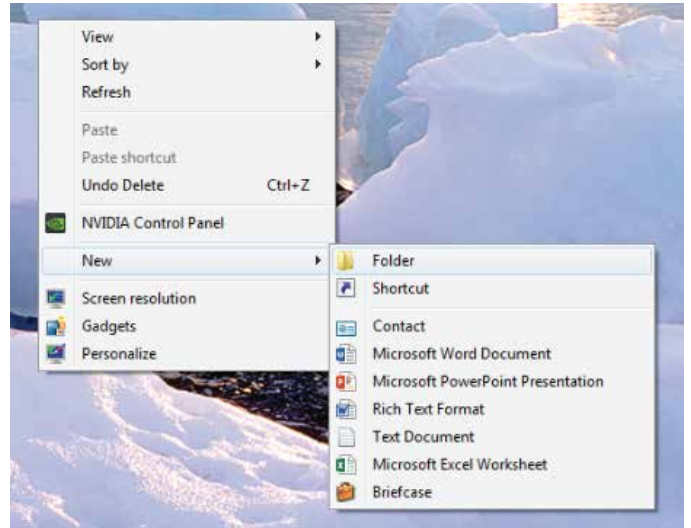 View
Sort by
Refresh
Paste
Paste shortcut
Undo Delete Ctrl+Z
NVIDIA Control Panel
New
Screen resolution
Gadgets
Personalize
Folder
Shortcut
Contact
Microsoft Word Document
Microsoft PowerPoint Presentation
Rich Text Format
Text Document
Microsoft Excel Worksheet
Briefcase